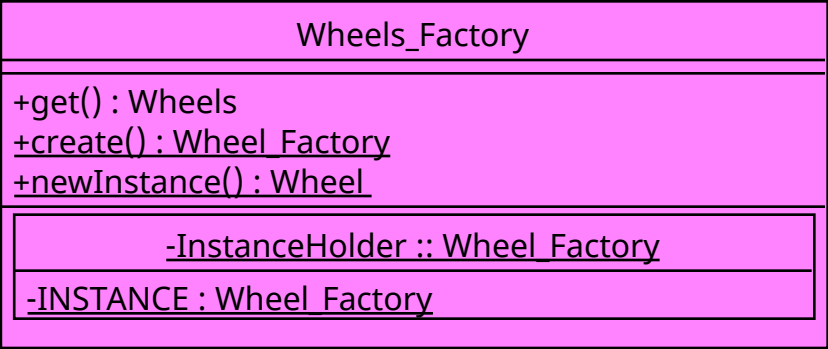 Wheels_Factory
+get() : Wheels
+create() : Wheel_Factory
+newInstance() : Wheel
-InstanceHolder :: Wheel_Factory
-INSTANCE : Wheel_Factory